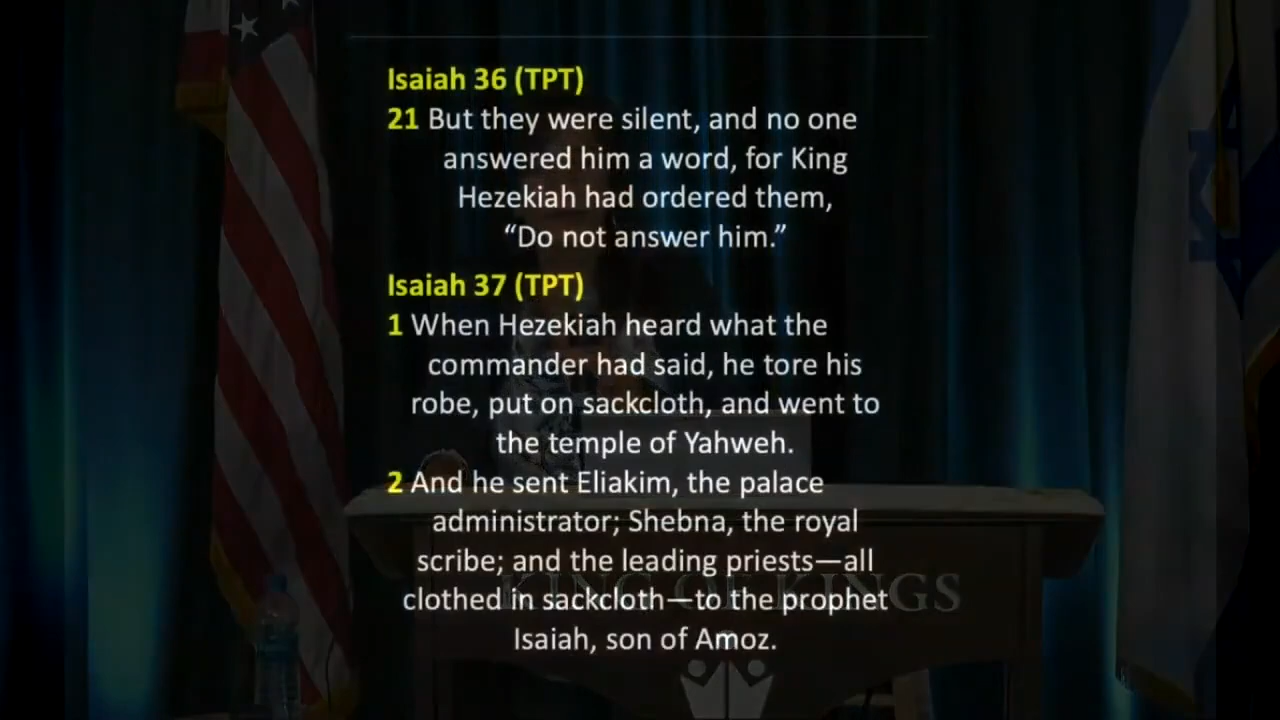 Isaiah 36 (TPT)
21 But they were silent, and no one
answered him a word, for King
Hezekiah had ordered them,
“Do not answer him.”
Isaiah 37 (TPT)
1 When Hezekiah heard what the
commander had said, he tore his
robe, put on sackcloth, and went to
the temple of Yahweh.
2 And he sent Eliakim, the palace
administrator; Shebna, the royal
scribe; and the leading priests—all
clothed in sackcloth—to the prophet
Isaiah, son of Amoz.
KING OF KINGS